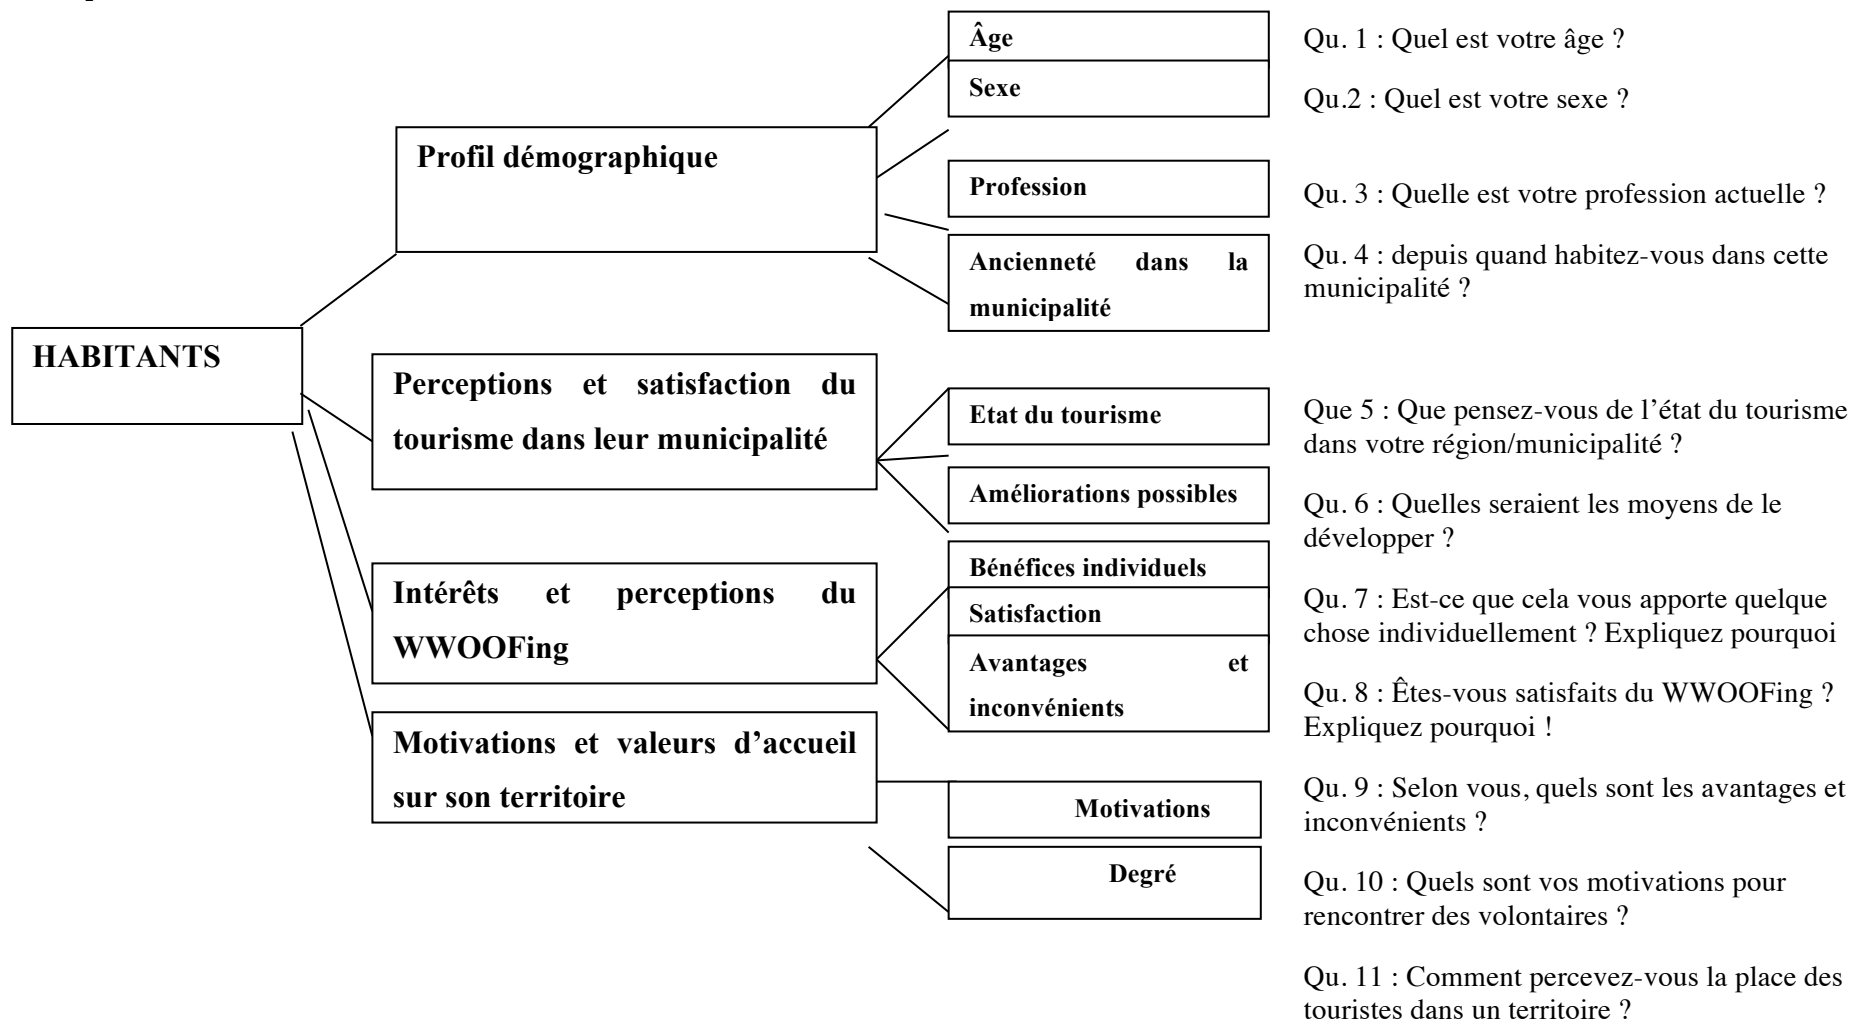 HABITANTS
Profil démographique
Perceptions et satisfaction du
tourisme dans leur municipalité
Intérêts et perceptions du
WWOOFing
Motivations et valeurs d’accueil
sur son territoire
Âge
Sexe
Profession
Ancienneté dans la
municipalité
Etat du tourisme
Améliorations possibles
Bénéfices individuels
Satisfaction
Avantages et
inconvénients
Motivations
Degré
Qu. 1 : Quel est votre âge ?
Qu.2 : Quel est votre sexe ?
Qu. 3 : Quelle est votre profession actuelle ?
Qu. 4 : depuis quand habitez-vous dans cette
municipalité ?
Que 5 : Que pensez-vous de l’état du tourisme
dans votre région/municipalité ?
Qu. 6 : Quelles seraient les moyens de le
développer ?
Qu. 7 : Est-ce que cela vous apporte quelque
chose individuellement ? Expliquez pourquoi
Qu. 8 : Êtes-vous satisfaits du WWOOFing ?
Expliquez pourquoi !
Qu. 9 : Selon vous, quels sont les avantages et
inconvénients ?
Qu. 10 : Quels sont vos motivations pour
rencontrer des volontaires ?
Qu. 11 : Comment percevez-vous la place des
touristes dans un territoire ?